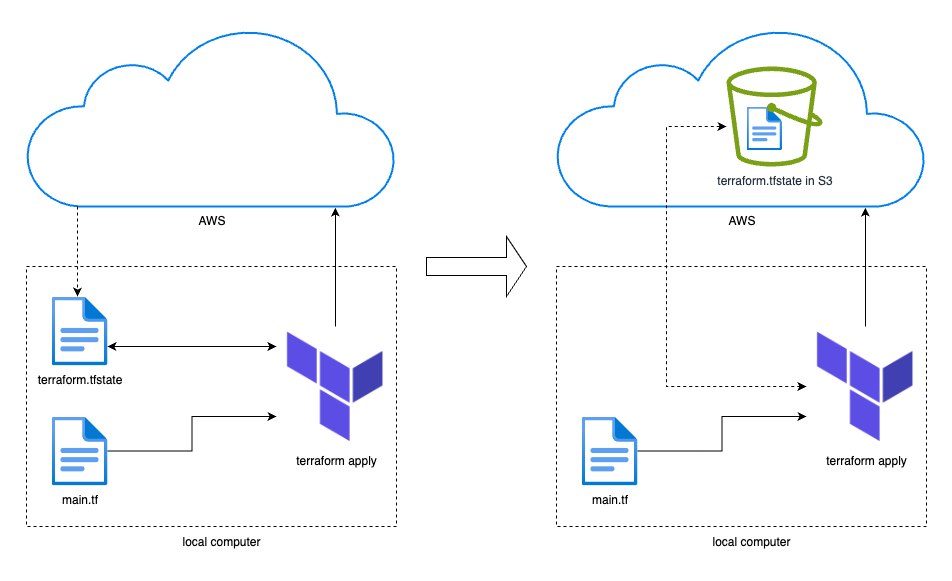 AWS
terraform.tfstate
terraform apply
main.tf
local computer
terraform.tfstate in S3
AWS
terraform apply
main.tf
local computer